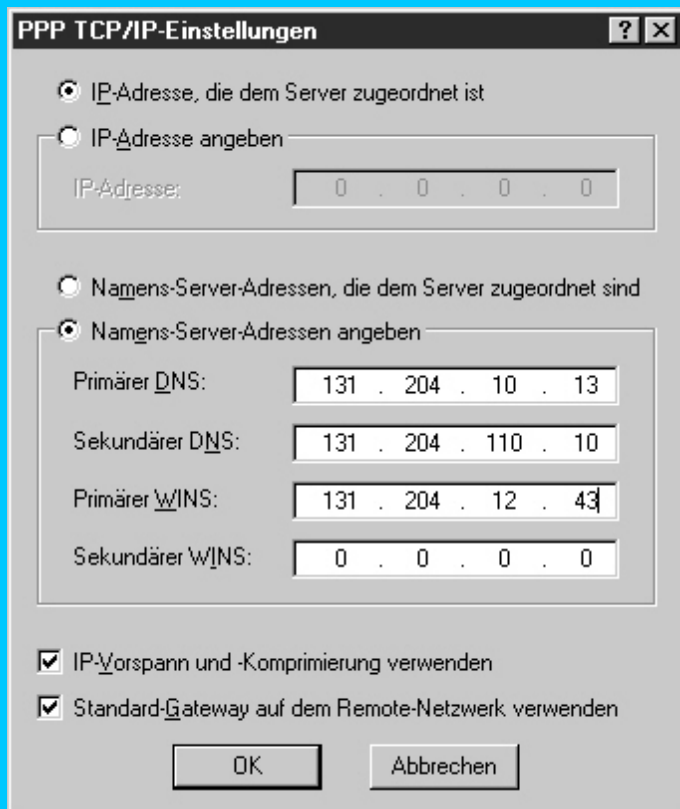 PPP TCP/IP-Einstellungen
IP-Adresse, die dem Server zugeordnet ist
IP-Adresse angeben
IP-Adresse: 0 . 0 . 0 . 0
Namens-Server-Adressen, die dem Server zugeordnet sind
Namens-Server-Adressen angeben
Primärer DNS: 131 . 204 . 10 . 13
Sekundärer DNS: 131 . 204 . 110 . 10
Primärer WINS: 131 . 204 . 12 . 43
Sekundärer WINS: 0 . 0 . 0 . 0
IP-Vorspann und -Komprimierung verwenden
Standard-Gateway auf dem Remote-Netzwerk verwenden
OK Abbrechen